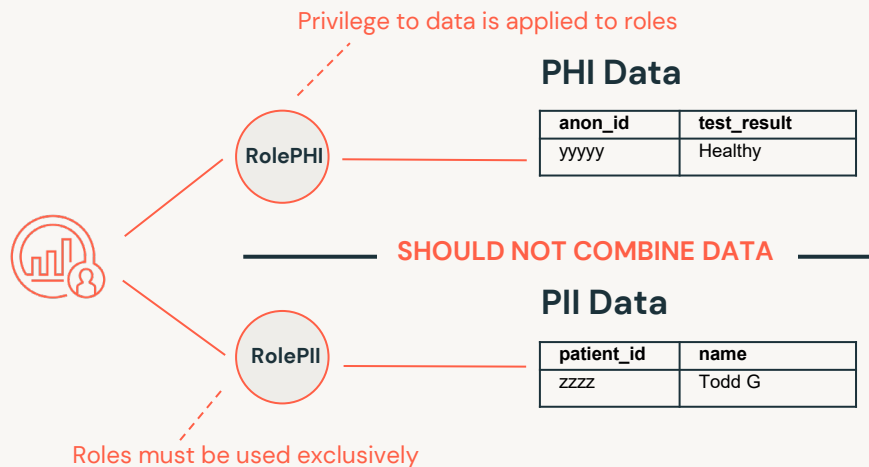 Privilege to data is applied to roles
PHI Data
anon_id test_result
yyyyy Healthy
RolePHI
SHOULD NOT COMBINE DATA
PII Data
RolePII
patient_id name
zzzz Todd G
Roles must be used exclusively